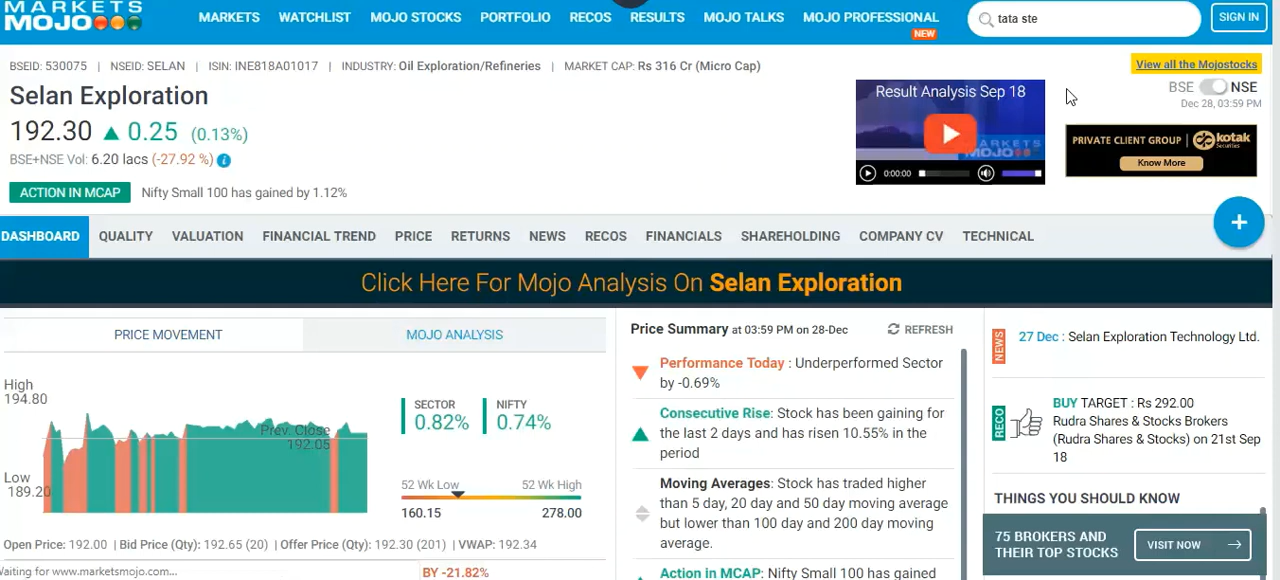 MARKETS
MOJO
MARKETS WATCHLIST MOJO STOCKS PORTFOLIO RECOS RESULTS MOJO TALKS MOJO PROFESSIONAL
NEW
tata ste
SIGN IN
BSEID: 530075 | NSEID: SELAN | ISIN: INE818A01017 | INDUSTRY: Oil Exploration/Refineries | MARKET CAP: Rs 316 Cr (Micro Cap)
View all the Mojostocks
Selan Exploration
192.30 ▲ 0.25 (0.13%)
BSE+NSE Vol: 6.20 lacs (-27.92 %) i
ACTION IN MCAP Nifty Small 100 has gained by 1.12%
Result Analysis Sep 18
MARKETS
MOJO
0:00:00
BSE NSE
Dec 28, 03:59 PM
PRIVATE CLIENT GROUP | kotak
Securities
Know More
+
DASHBOARD QUALITY VALUATION FINANCIAL TREND PRICE RETURNS NEWS RECOS FINANCIALS SHAREHOLDING COMPANY CV TECHNICAL
Click Here For Mojo Analysis On Selan Exploration
PRICE MOVEMENT MOJO ANALYSIS
High
194.80
Prev. Close
192.05
Low
189.20
SECTOR
0.82%
NIFTY
0.74%
52 Wk Low 52 Wk High
160.15 278.00
Open Price: 192.00 | Bid Price (Qty): 192.65 (20) | Offer Price (Qty): 192.30 (201) | VWAP: 192.34
Waiting for www.marketsmojo.com...
BY -21.82%
Price Summary at 03:59 PM on 28-Dec REFRESH
Performance Today : Underperformed Sector
by -0.69%
Consecutive Rise: Stock has been gaining for
the last 2 days and has risen 10.55% in the
period
Moving Averages: Stock has traded higher
than 5 day, 20 day and 50 day moving average
but lower than 100 day and 200 day moving
average.
Action in MCAP: Nifty Small 100 has gained
NEWS
27 Dec : Selan Exploration Technology Ltd.
RECO
BUY TARGET : Rs 292.00
Rudra Shares & Stocks Brokers
(Rudra Shares & Stocks) on 21st Sep
18
THINGS YOU SHOULD KNOW
75 BROKERS AND
THEIR TOP STOCKS
VISIT NOW →